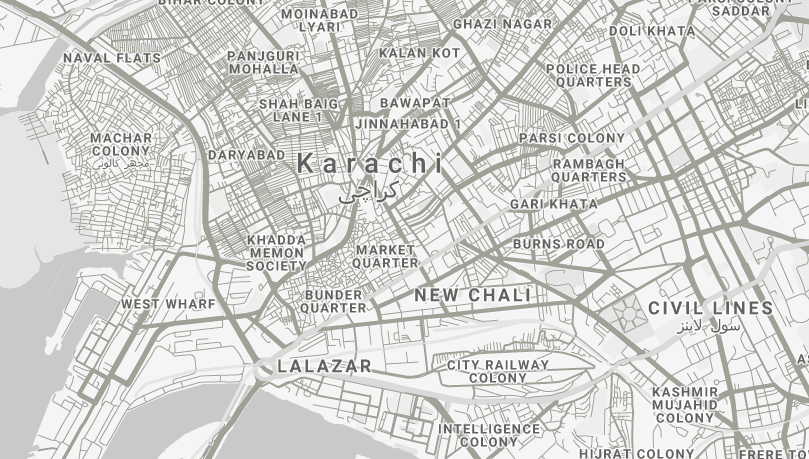 BIHAR COLONY
MOINABAD
LYARI
GHAZI NAGAR
PARSI COLONY
SADDAR
DOLI KHATA
NAVAL FLATS
PANJGURI
MOHALLA
KALAN KOT
POLICE HEAD
QUARTERS
SHAH BAIG
LANE 1
BAWAPAT
JINNAHABAD 1
MACHAR
COLONY
مچھر کالونی
DARYABAD
Karachi
کراچی
PARSI COLONY
RAMBAGH
QUARTERS
GARI KHATA
KHADDA
MEMON
SOCIETY
MARKET
QUARTER
BURNS ROAD
WEST WHARF
BUNDER
QUARTER
NEW CHALI
CIVIL LINES
سول لاینز
LALAZAR
CITY RAILWAY
COLONY
KASHMIR
MUJAHID
COLONY
INTELLIGENCE
COLONY
HIJRAT COLONY
FRERE TO